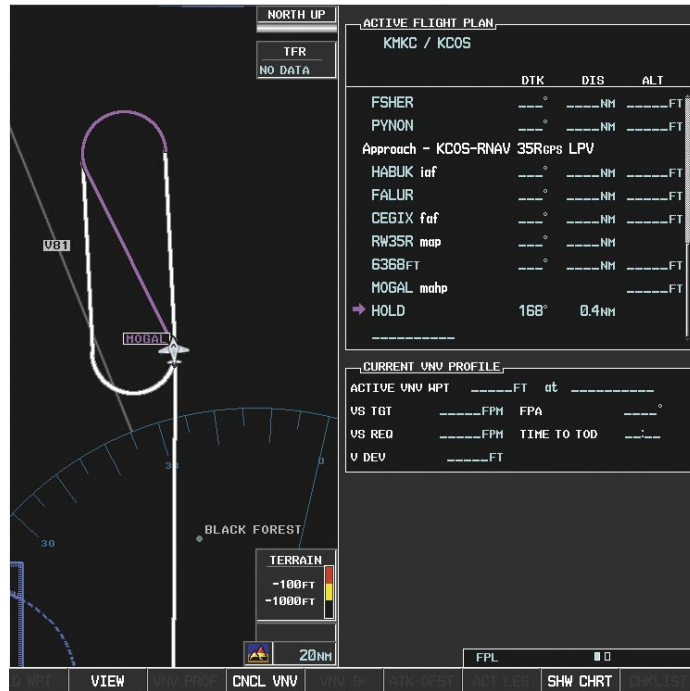 NORTH UP
TFR
NO DATA
V81
MOGAL
33
0
30
BLACK FOREST
TERRAIN
-100FT
-1000FT
20NM
ACTIVE FLIGHT PLAN
KMKC / KCOS
DTK DIS ALT
FSHER ___° ____NM _____FT
PYNON ___° ____NM _____FT
Approach - KCOS-RNAV 35RGPS LPV
HABUK iaf ___° ____NM _____FT
FALUR ___° ____NM _____FT
CEGIX faf ___° ____NM _____FT
RW35R map ___° ____NM
6368FT ___° ____NM _____FT
MOGAL mahp _____FT
HOLD 168° 0.4NM
__________
CURRENT VNV PROFILE
ACTIVE VNV WPT _____FT at __________
VS TGT _____FPM FPA ____°
VS REQ _____FPM TIME TO TOD __:__
V DEV _____FT
FPL
VIEW VNV PROF CNCL VNV VNV ATK OFST ACT LEG SHW CHRT CHKLIST